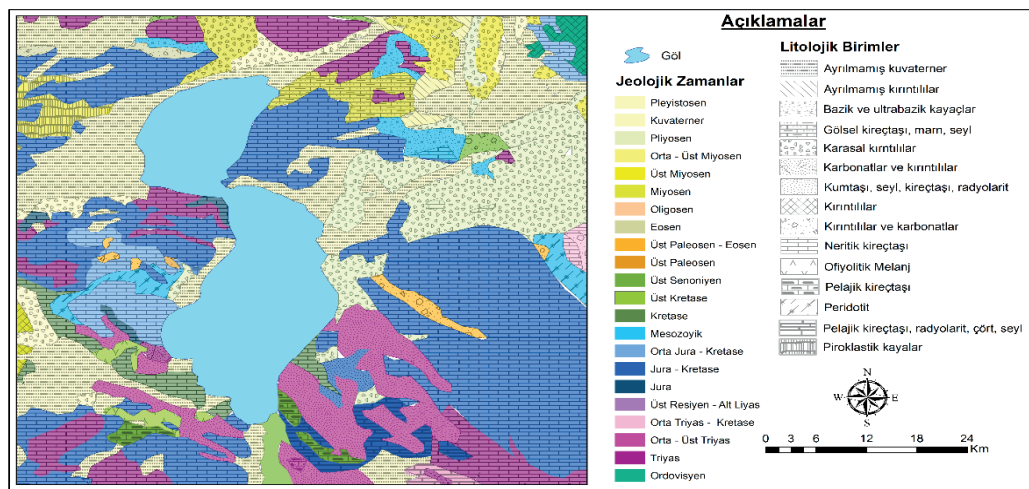 Açıklamalar
Göl
Jeolojik Zamanlar
Pleyistosen
Kuvaterner
Pliyosen
Orta - Üst Miyosen
Üst Miyosen
Miyosen
Oligosen
Eosen
Üst Paleosen - Eosen
Üst Paleosen
Üst Senoniyen
Üst Kretase
Kretase
Mesozoyik
Orta Jura - Kretase
Jura - Kretase
Jura
Üst Resiyen - Alt Liyas
Orta Triyas - Kretase
Orta - Üst Triyas
Triyas
Ordovisyen
Litolojik Birimler
Ayrılmamış kuvaterner
Ayrılmamış kırıntılılar
Bazik ve ultrabazik kayaçlar
Gölsel kireçtaşı, marn, seyl
Karasal kırıntılılar
Karbonatlar ve kırıntılılar
Kumtaşı, seyl, kireçtaşı, radyolarit
Kırıntılılar
Kırıntılılar ve karbonatlar
Neritik kireçtaşı
Ofiyolitik Melanj
Pelajik kireçtaşı
Peridotit
Pelajik kireçtaşı, radyolarit, çört, seyl
Piroklastik kayalar
N
W E
S
0 3 6 12 18 24
Km